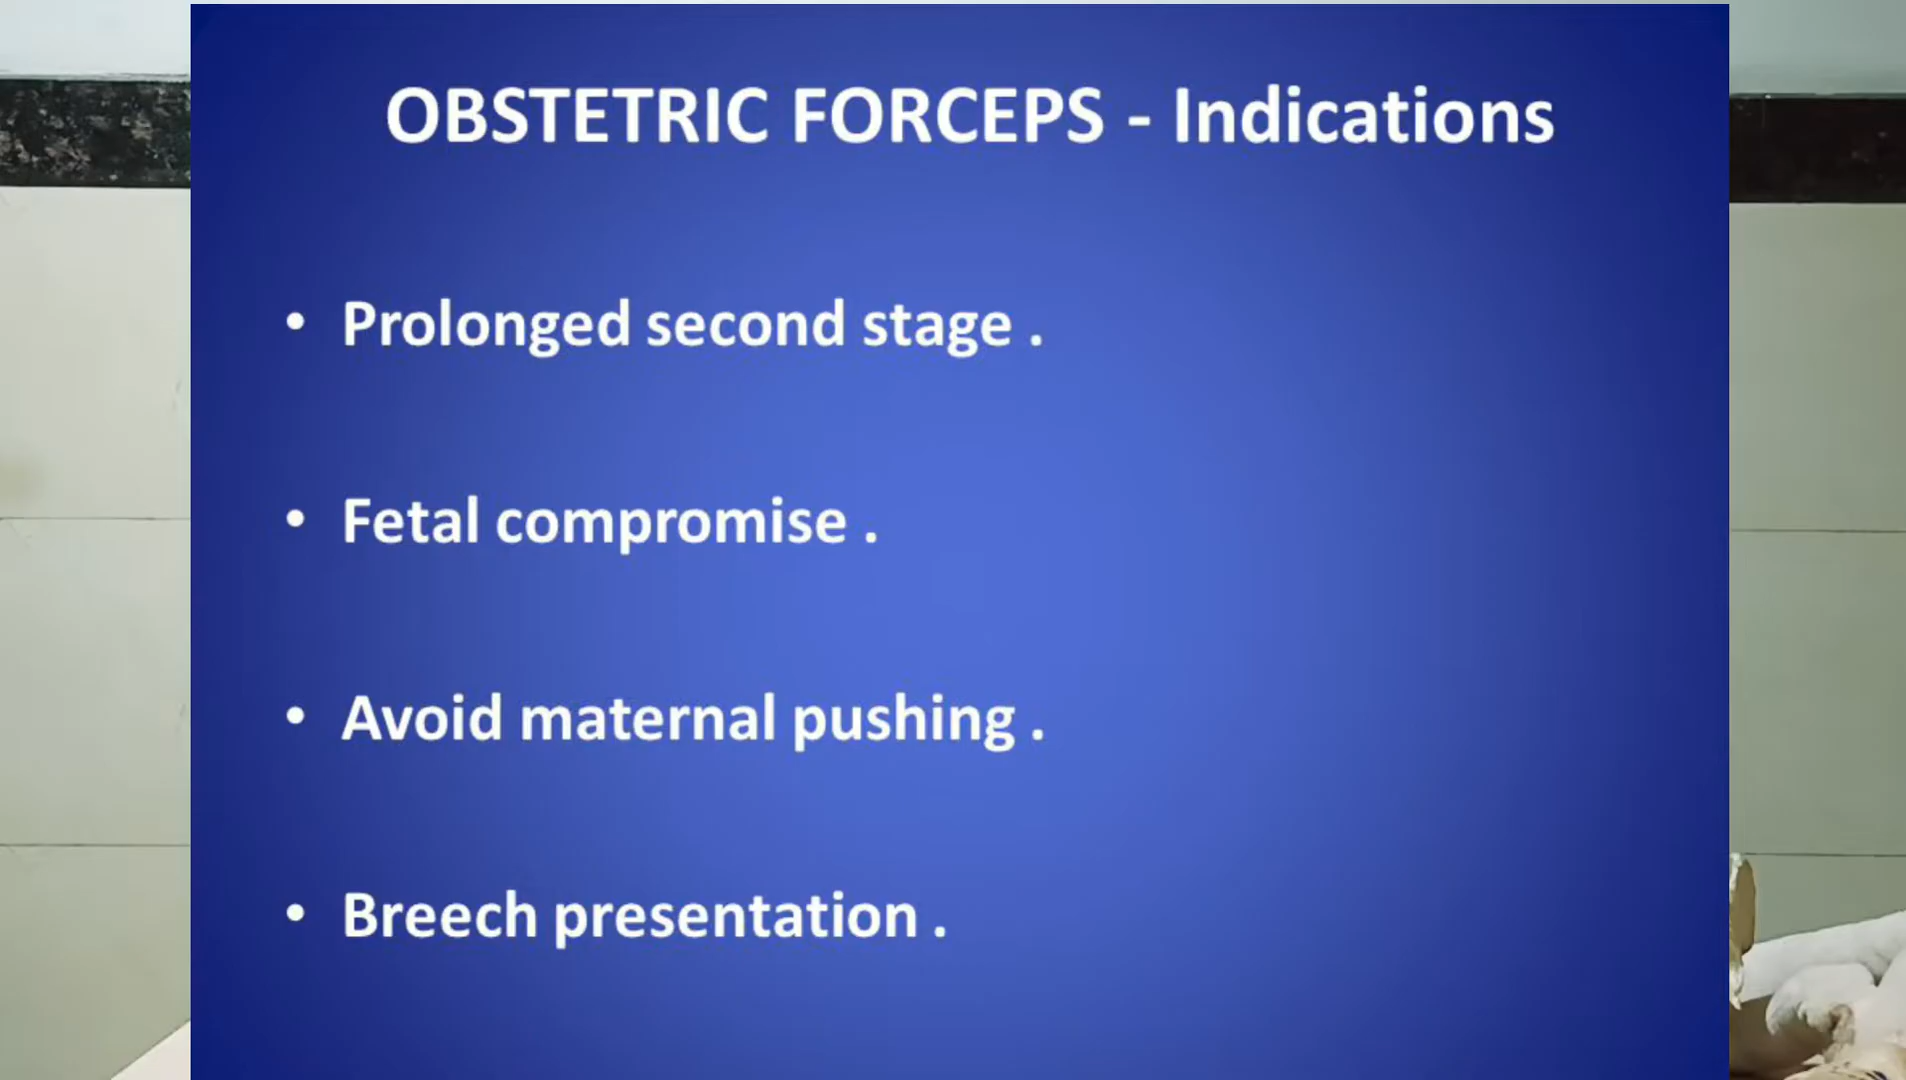 OBSTETRIC FORCEPS - Indications
• Prolonged second stage .
• Fetal compromise .
• Avoid maternal pushing .
• Breech presentation .